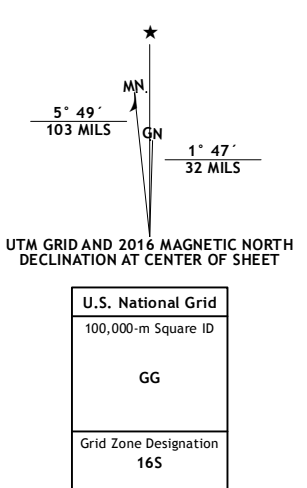 ★
MN.
5° 49´
103 MILS
GN
1° 47´
32 MILS
UTM GRID AND 2016 MAGNETIC NORTH
DECLINATION AT CENTER OF SHEET
U.S. National Grid
100,000-m Square ID
GG
Grid Zone Designation
16S